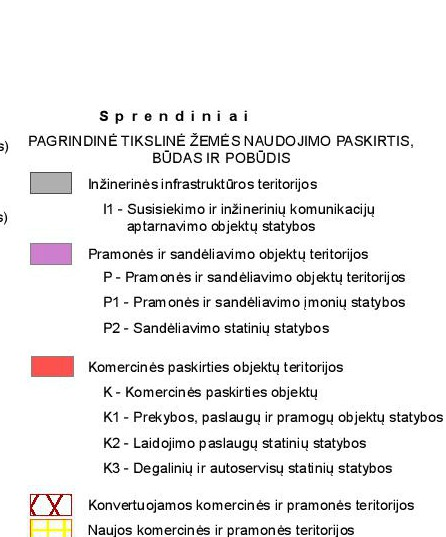 Sprendiniai
s) PAGRINDINĖ TIKSLINĖ ŽEMĖS NAUDOJIMO PASKIRTIS,
BŪDAS IR POBŪDIS
Inžinerinės infrastruktūros teritorijos
s) I1 - Susisiekimo ir inžinerinių komunikacijų
aptarnavimo objektų statybos
Pramonės ir sandėliavimo objektų teritorijos
P - Pramonės ir sandėliavimo objektų teritorijos
P1 - Pramonės ir sandėliavimo įmonių statybos
P2 - Sandėliavimo statinių statybos
Komercinės paskirties objektų teritorijos
K - Komercinės paskirties objektų
K1 - Prekybos, paslaugų ir pramogų objektų statybos
K2 - Laidojimo paslaugų statinių statybos
K3 - Degalinių ir autoservisų statinių statybos
Konvertuojamos komercinės ir pramonės teritorijos
Naujos komercinės ir pramonės teritorijos